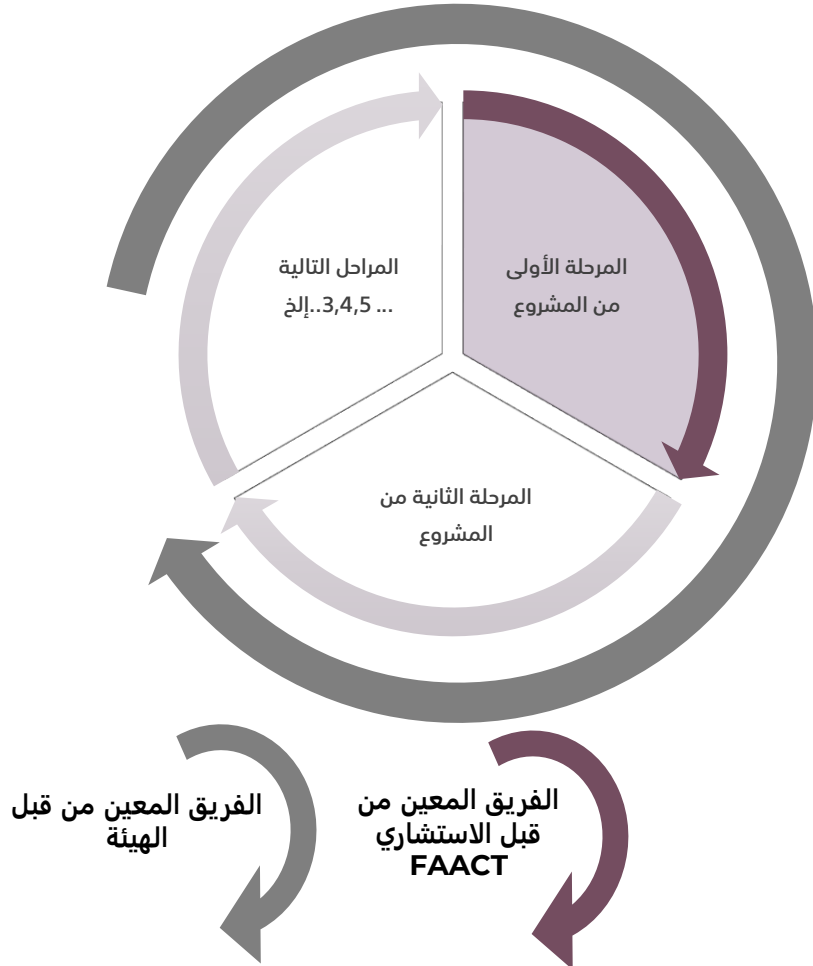 المرحلة الأولى
من المشروع
المراحل التالية
3,4,5 ...إلخ..
المرحلة الثانية من
المشروع
الفريق المعين من
قبل الاستشاري
FAACT
الفريق المعين من قبل
الهيئة